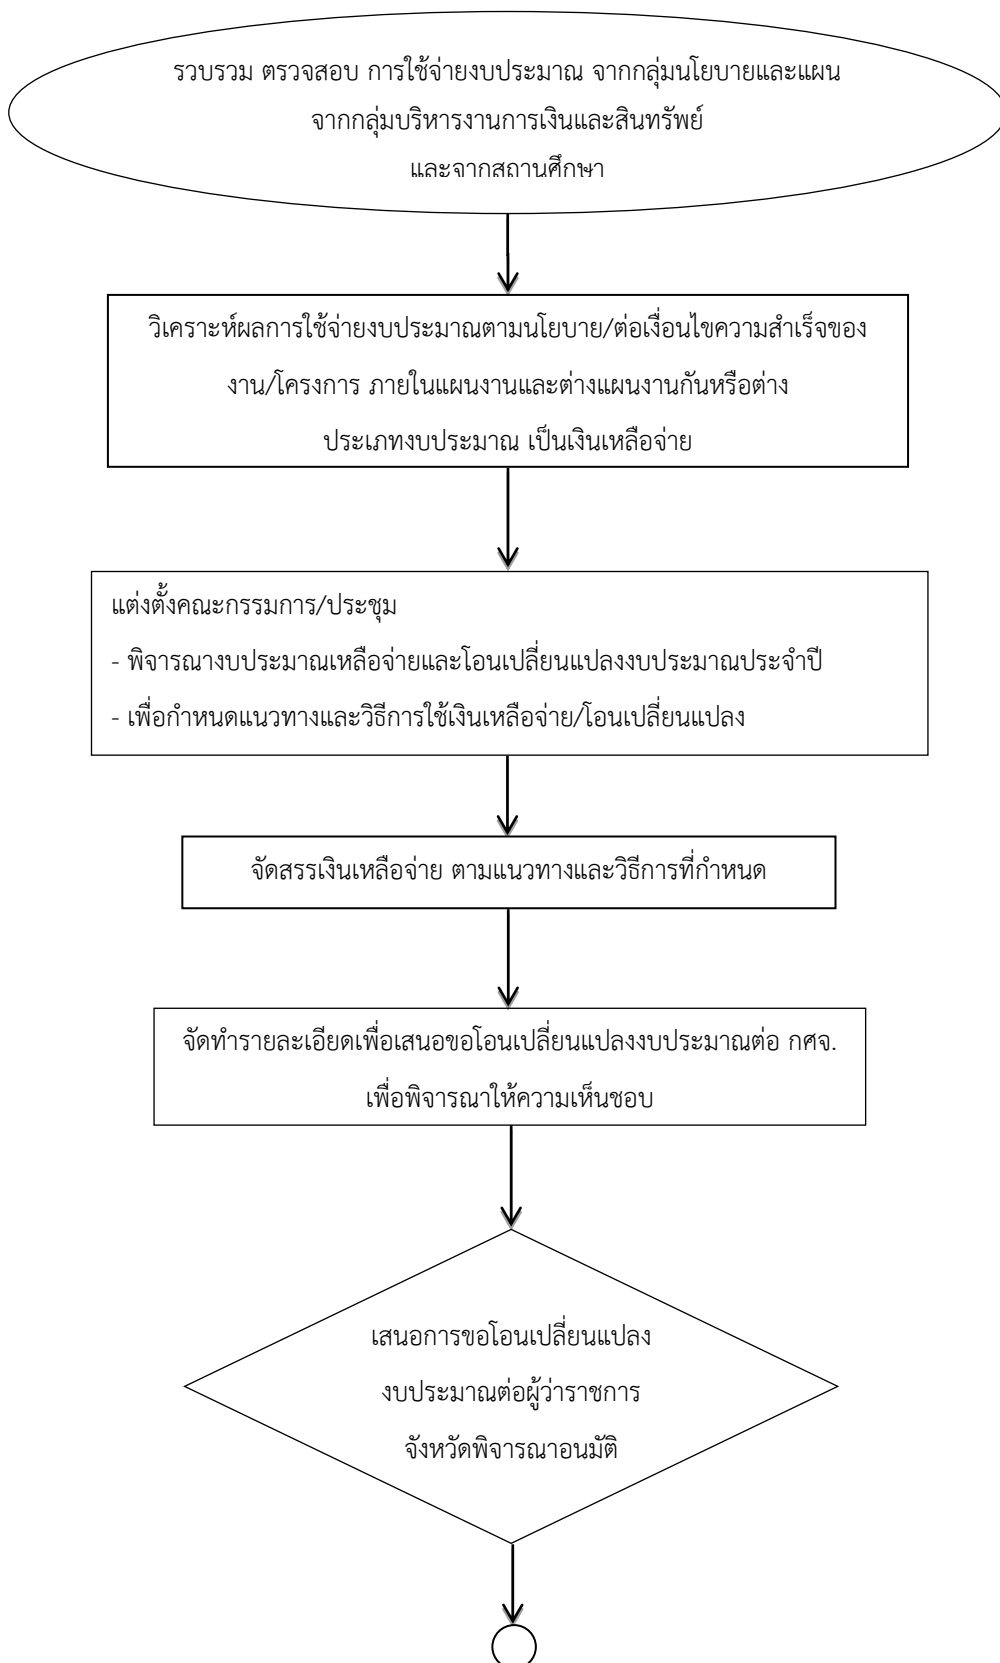 รวบรวม ตรวจสอบ การใช้จ่ายงบประมาณ จากกลุ่มนโยบายและแผน
จากกลุ่มบริหารงานการเงินและสินทรัพย์
และจากสถานศึกษา
วิเคราะห์ผลการใช้จ่ายงบประมาณตามนโยบาย/ต่อเงื่อนไขความสำเร็จของ
งาน/โครงการ ภายในแผนงานและต่างแผนงานกันหรือต่าง
ประเภทงบประมาณ เป็นเงินเหลือจ่าย
แต่งตั้งคณะกรรมการ/ประชุม
- พิจารณางบประมาณเหลือจ่ายและโอนเปลี่ยนแปลงงบประมาณประจำปี
- เพื่อกำหนดแนวทางและวิธีการใช้เงินเหลือจ่าย/โอนเปลี่ยนแปลง
จัดสรรเงินเหลือจ่าย ตามแนวทางและวิธีการที่กำหนด
จัดทำรายละเอียดเพื่อเสนอขอโอนเปลี่ยนแปลงงบประมาณต่อ กศจ.
เพื่อพิจารณาให้ความเห็นชอบ
เสนอการขอโอนเปลี่ยนแปลง
งบประมาณต่อผู้ว่าราชการ
จังหวัดพิจารณาอนุมัติ